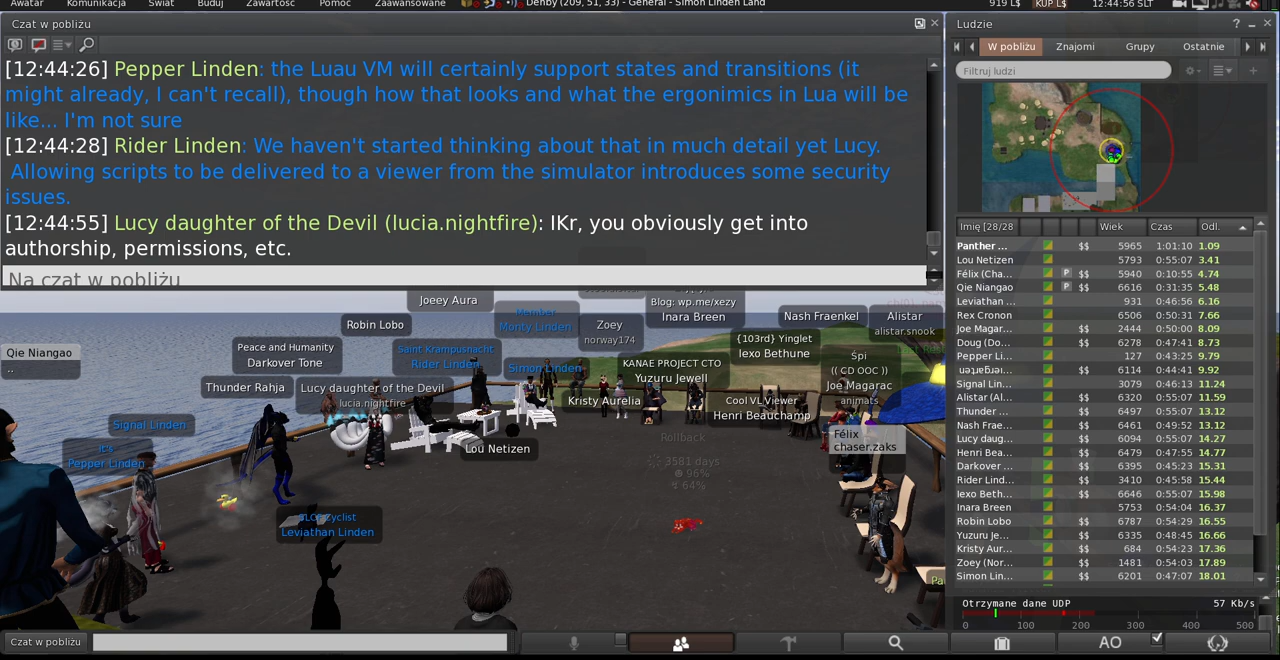 Awatar Komunikacja Świat Buduj Zawartość Pomoc Zaawansowane Denby (209, 51, 33) - General - Simon Linden Land 919 L$ KUP L$ 12:44:56 SLT
Czat w pobliżu
[12:44:26] Pepper Linden: the Luau VM will certainly support states and transitions (it
might already, I can't recall), though how that looks and what the ergonimics in Lua will be
like... I'm not sure
[12:44:28] Rider Linden: We haven't started thinking about that in much detail yet Lucy.
Allowing scripts to be delivered to a viewer from the simulator introduces some security
issues.
[12:44:55] Lucy daughter of the Devil (lucia.nightfire): IKr, you obviously get into
authorship, permissions, etc.
Na czat w pobliżu
Joeey Aura
Robin Lobo
Member
Monty Linden
Zoey
norway174
Blog: wp.me/xezy
Inara Breen
Nash Fraenkel
Alistar
alistar.snook
Qie Niangao
..
Peace and Humanity
Darkover Tone
Saint Krampusnacht
Rider Linden
Simon Linden
KANAE PROJECT CTO
Yuzuru Jewell
{103rd} Yinglet
Iexo Bethune
Śpi
(( CD OOC ))
Joe Magarac
animats
Thunder Rahja
Lucy daughter of the Devil
lucia.nightfire
Kristy Aurelia
Cool VL Viewer
Henri Beauchamp
Signal Linden
It's
Pepper Linden
Lou Netizen
Félix
chaser.zaks
Rollback
3581 days
96%
64%
Leviathan Linden
Pa
Czat w pobliżu
Ludzie
? _ ×
W pobliżu Znajomi Grupy Ostatnie
Filtruj ludzi
Imię [28/28 Wiek Czas Odl.
Panther ... $$ 5965 1:01:10 1.09
Lou Netizen 5793 0:55:07 3.41
Félix (Cha... P $$ 5940 0:10:55 4.74
Qie Niangao P $$ 6616 0:31:35 5.48
Leviathan ... 931 0:46:56 6.16
Rex Cronon 6506 0:50:31 7.66
Joe Magar... $$ 2444 0:50:00 8.09
Doug (Do... $$ 6278 0:47:41 8.73
Pepper Li... 127 0:43:25 9.79
$$ 6114 0:44:41 9.92
Signal Lin... 3079 0:46:13 11.24
Alistar (Al... $$ 6320 0:55:07 11.59
Thunder ... $$ 6497 0:55:07 13.12
Nash Frae... $$ 6461 0:49:52 13.12
Lucy daug... $$ 6094 0:55:07 14.27
Henri Bea... $$ 6479 0:47:55 14.77
Darkover ... $$ 6395 0:45:23 15.31
Rider Lind... $$ 3410 0:45:58 15.44
Iexo Beth... $$ 6646 0:55:07 15.98
Inara Breen 5753 0:54:04 16.37
Robin Lobo $$ 6787 0:54:29 16.55
Yuzuru Je... $$ 6335 0:48:45 16.66
Kristy Aur... $$ 684 0:54:23 17.36
Zoey (Nor... $$ 1481 0:54:03 17.89
Simon Lin... $$ 6201 0:47:07 18.01
Otrzymane dane UDP 57 Kb/s
0 100 200 300 400 500
AO